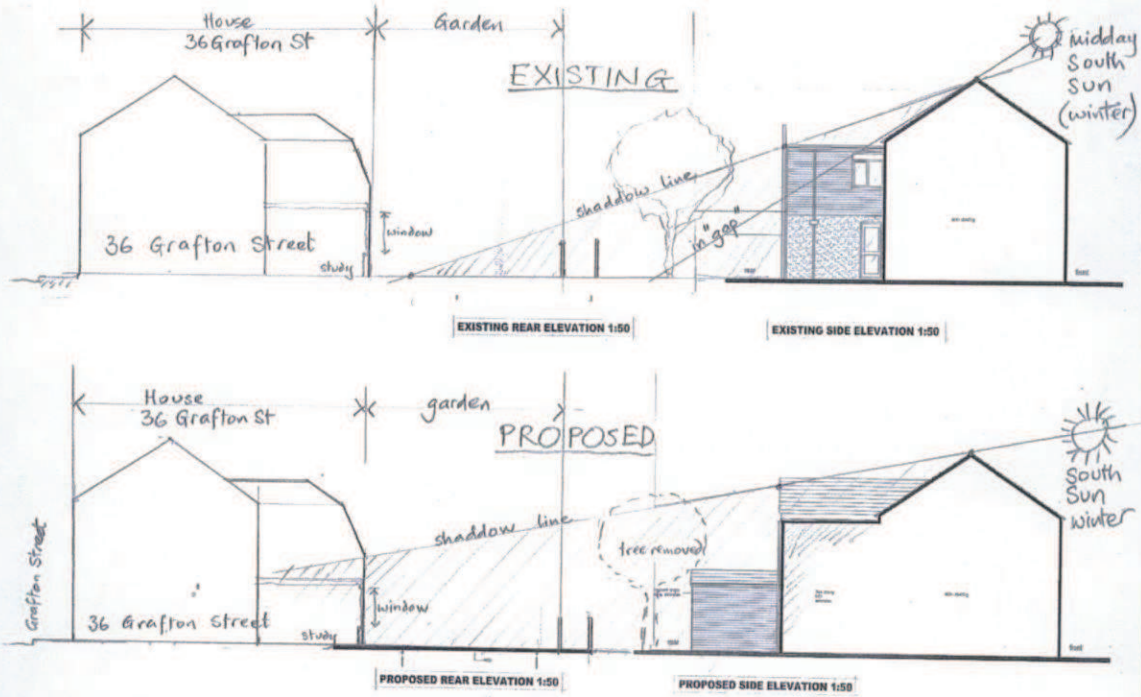 House
36 Grafton St
Garden
EXISTING
midday
South
Sun
(winter)
shaddow line
in "gap"
window
36 Grafton Street
study
EXISTING REAR ELEVATION 1:50
EXISTING SIDE ELEVATION 1:50
House
36 Grafton St
garden
PROPOSED
South
Sun
winter
shaddow line
tree removed
Grafton Street
window
36 Grafton Street
study
PROPOSED REAR ELEVATION 1:50
PROPOSED SIDE ELEVATION 1:50